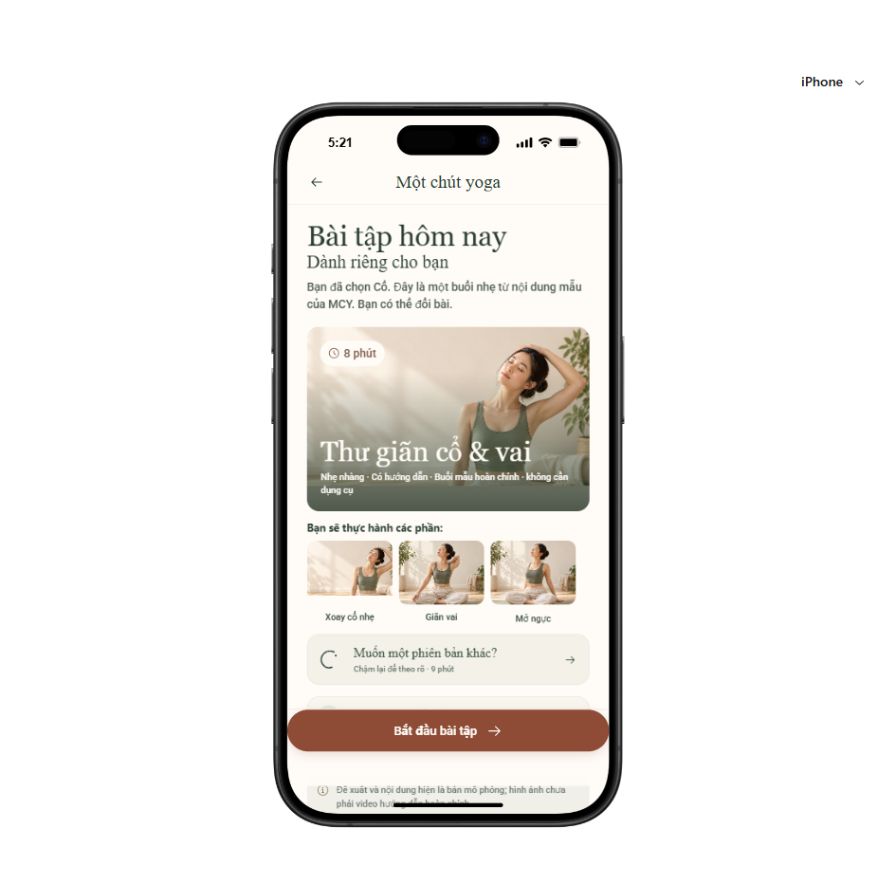 iPhone
5:21
Một chút yoga
Bài tập hôm nay
Dành riêng cho bạn
Bạn đã chọn Cổ. Đây là một buổi nhẹ từ nội dung mẫu
của MCY. Bạn có thể đổi bài.
8 phút
Thư giãn cổ & vai
Nhẹ nhàng · Có hướng dẫn · Buổi mẫu hoàn chỉnh · không cần
dụng cụ
Bạn sẽ thực hành các phần:
Xoay cổ nhẹ
Giãn vai
Mở ngực
Muốn một phiên bản khác?
Chậm lại để theo rõ · 9 phút
Bắt đầu bài tập
Đề xuất và nội dung hiện là bản mô phỏng; hình ảnh chưa
phải video hướng dẫn hoàn chỉnh.